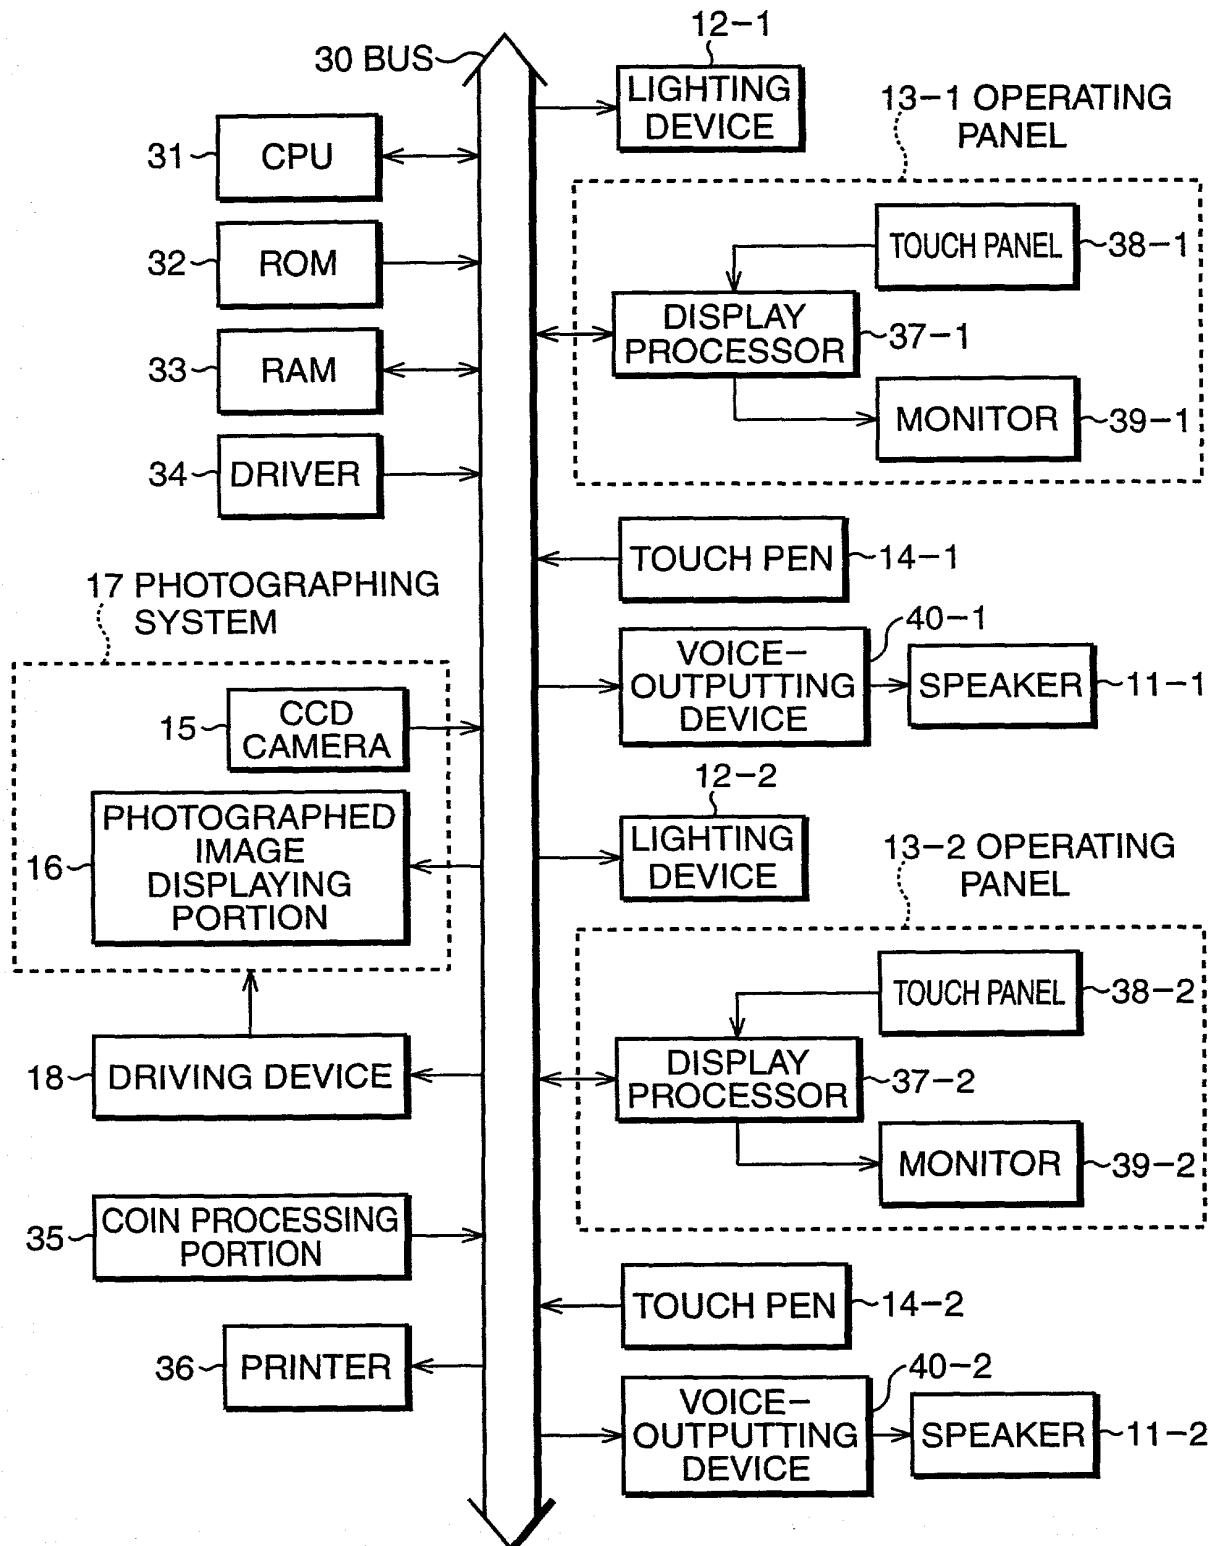 30 BUS
12-1
LIGHTING
DEVICE
13-1 OPERATING
PANEL
31
CPU
TOUCH PANEL
38-1
32
ROM
DISPLAY
PROCESSOR
37-1
33
RAM
MONITOR
39-1
34
DRIVER
TOUCH PEN
14-1
17 PHOTOGRAPHING
SYSTEM
40-1
VOICE-
OUTPUTTING
DEVICE
SPEAKER
11-1
15
CCD
CAMERA
12-2
LIGHTING
DEVICE
16
PHOTOGRAPHED
IMAGE
DISPLAYING
PORTION
13-2 OPERATING
PANEL
TOUCH PANEL
38-2
18
DRIVING DEVICE
DISPLAY
PROCESSOR
37-2
MONITOR
39-2
35
COIN PROCESSING
PORTION
TOUCH PEN
14-2
36
PRINTER
40-2
VOICE-
OUTPUTTING
DEVICE
SPEAKER
11-2